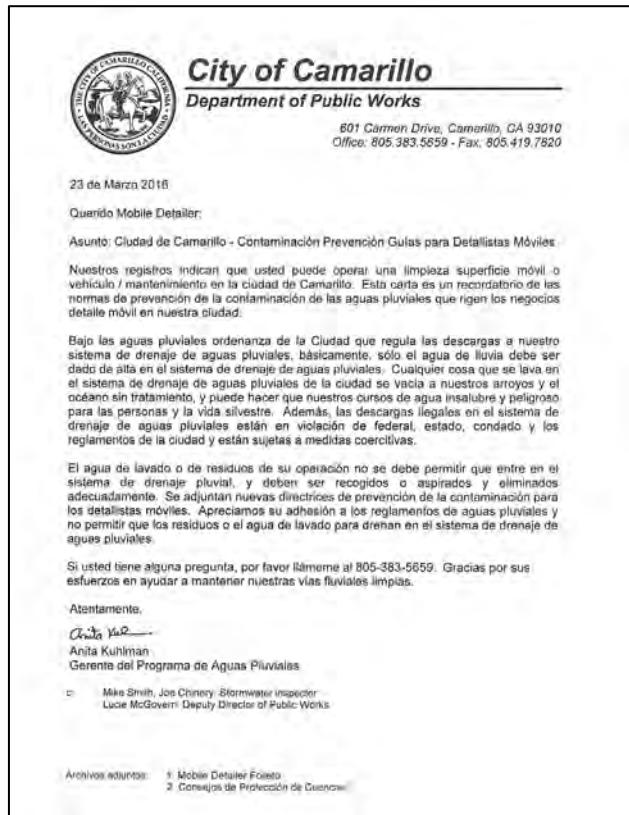 City of Camarillo
Department of Public Works
601 Carmen Drive, Camarillo, CA 93010
Office: 805.383.5659 - Fax: 805.419.7820
THE CITY OF CAMARILLO CALIFORNIA
LAS PERSONAS SON LA CIUDAD
23 de Marzo 2016
Querido Mobile Detailer:
Asunto: Ciudad de Camarillo - Contaminación Prevención Guías para Detallistas Móviles
Nuestros registros indican que usted puede operar una limpieza superficie móvil o
vehículo / mantenimiento en la ciudad de Camarillo. Esta carta es un recordatorio de las
normas de prevención de la contaminación de las aguas pluviales que rigen los negocios
detalle móvil en nuestra ciudad.
Bajo las aguas pluviales ordenanza de la Ciudad que regula las descargas a nuestro
sistema de drenaje de aguas pluviales, básicamente, sólo el agua de lluvia debe ser
dado de alta en el sistema de drenaje de aguas pluviales. Cualquier cosa que se lava en
el sistema de drenaje de aguas pluviales de la ciudad se vacía a nuestros arroyos y el
océano sin tratamiento, y puede hacer que nuestros cursos de agua insalubre y peligroso
para las personas y la vida silvestre. Además, las descargas ilegales en el sistema de
drenaje de aguas pluviales están en violación de federal, estado, condado y los
reglamentos de la ciudad y están sujetas a medidas coercitivas.
El agua de lavado o de residuos de su operación no se debe permitir que entre en el
sistema de drenaje pluvial, y deben ser recogidos o aspirados y eliminados
adecuadamente. Se adjuntan nuevas directrices de prevención de la contaminación para
los detallistas móviles. Apreciamos su adhesión a los reglamentos de aguas pluviales y
no permitir que los residuos o el agua de lavado para drenan en el sistema de drenaje de
aguas pluviales.
Si usted tiene alguna pregunta, por favor llámeme al 805-383-5659. Gracias por sus
esfuerzos en ayudar a mantener nuestras vías fluviales limpias.
Atentamente,
Anita Kuhlman
Gerente del Programa de Aguas Pluviales
c: Mike Smith, Joe Chinery, Stormwater Inspector
Lucie McGovern, Deputy Director of Public Works
Archivos adjuntos: 1 Mobile Detailer Folleto
2 Consejos de Protección de Cuencas